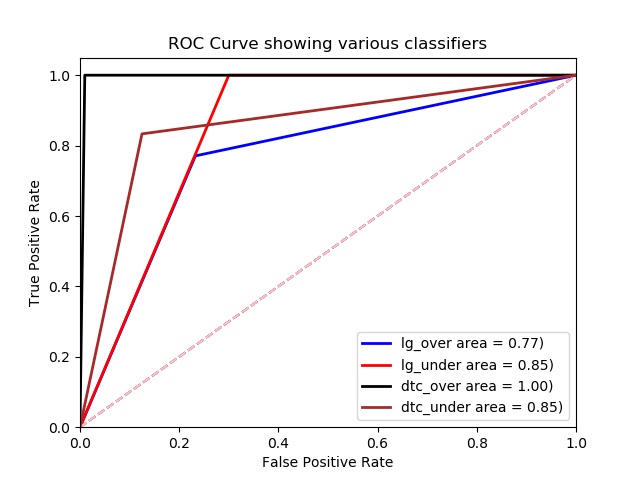 ROC Curve showing various classifiers
1.0
0.8
0.6
0.4
0.2
0.0
True Positive Rate
0.0 0.2 0.4 0.6 0.8 1.0
False Positive Rate
lg_over area = 0.77)
lg_under area = 0.85)
dtc_over area = 1.00)
dtc_under area = 0.85)